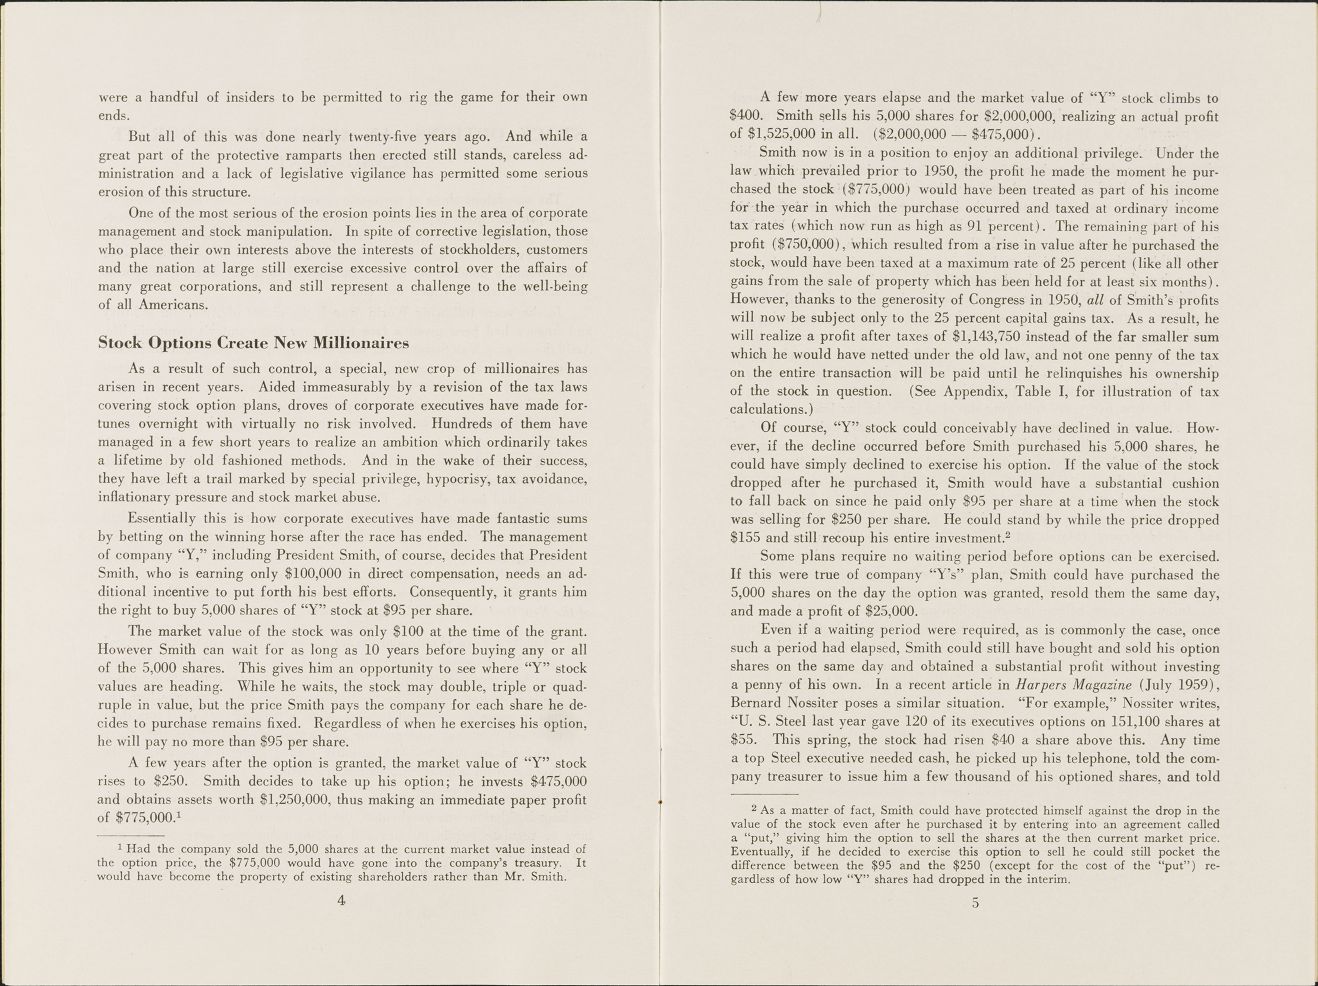 were a handful of insiders to be permitted to rig the game for their own
ends.
But all of this was done nearly twenty-five years ago. And while a
great part of the protective ramparts then erected still stands, careless ad-
ministration and a lack of legislative vigilance has permitted some serious
erosion of this structure.
One of the most serious of the erosion points lies in the area of corporate
management and stock manipulation. In spite of corrective legislation, those
who place their own interests above the interests of stockholders, customers
and the nation at large still exercise excessive control over the affairs of
many great corporations, and still represent a challenge to the well-being
of all Americans.
Stock Options Create New Millionaires
As a result of such control, a special, new crop of millionaires has
arisen in recent years. Aided immeasurably by a revision of the tax laws
covering stock option plans, droves of corporate executives have made for-
tunes overnight with virtually no risk involved. Hundreds of them have
managed in a few short years to realize an ambition which ordinarily takes
a lifetime by old fashioned methods. And in the wake of their success,
they have left a trail marked by special privilege, hypocrisy, tax avoidance,
inflationary pressure and stock market abuse.
Essentially this is how corporate executives have made fantastic sums
by betting on the winning horse after the race has ended. The management
of company “Y,” including President Smith, of course, decides that President
Smith, who is earning only $100,000 in direct compensation, needs an ad-
ditional incentive to put forth his best efforts. Consequently, it grants him
the right to buy 5,000 shares of “Y” stock at $95 per share.
The market value of the stock was only $100 at the time of the grant.
However Smith can wait for as long as 10 years before buying any or all
of the 5,000 shares. This gives him an opportunity to see where “Y” stock
values are heading. While he waits, the stock may double, triple or quad-
ruple in value, but the price Smith pays the company for each share he de-
cides to purchase remains fixed. Regardless of when he exercises his option,
he will pay no more than $95 per share.
A few years after the option is granted, the market value of “Y” stock
rises to $250. Smith decides to take up his option; he invests $475,000
and obtains assets worth $1,250,000, thus making an immediate paper profit
of $775,000.1
1 Had the company sold the 5,000 shares at the current market value instead of
the option price, the $775,000 would have gone into the company’s treasury. It
would have become the property of existing shareholders rather than Mr. Smith.
4
A few more years elapse and the market value of “Y” stock climbs to
$400. Smith sells his 5,000 shares for $2,000,000, realizing an actual profit
of $1,525,000 in all. ($2,000,000 — $475,000).
Smith now is in a position to enjoy an additional privilege. Under the
law which prevailed prior to 1950, the profit he made the moment he pur-
chased the stock ($775,000) would have been treated as part of his income
for the year in which the purchase occurred and taxed at ordinary income
tax rates (which now run as high as 91 percent). The remaining part of his
profit ($750,000), which resulted from a rise in value after he purchased the
stock, would have been taxed at a maximum rate of 25 percent (like all other
gains from the sale of property which has been held for at least six months).
However, thanks to the generosity of Congress in 1950, all of Smith’s profits
will now be subject only to the 25 percent capital gains tax. As a result, he
will realize a profit after taxes of $1,143,750 instead of the far smaller sum
which he would have netted under the old law, and not one penny of the tax
on the entire transaction will be paid until he relinquishes his ownership
of the stock in question. (See Appendix, Table I, for illustration of tax
calculations.)
Of course, “Y” stock could conceivably have declined in value. How-
ever, if the decline occurred before Smith purchased his 5,000 shares, he
could have simply declined to exercise his option. If the value of the stock
dropped after he purchased it, Smith would have a substantial cushion
to fall back on since he paid only $95 per share at a time when the stock
was selling for $250 per share. He could stand by while the price dropped
$155 and still recoup his entire investment.2
Some plans require no waiting period before options can be exercised.
If this were true of company “Y’s” plan, Smith could have purchased the
5,000 shares on the day the option was granted, resold them the same day,
and made a profit of $25,000.
Even if a waiting period were required, as is commonly the case, once
such a period had elapsed, Smith could still have bought and sold his option
shares on the same day and obtained a substantial profit without investing
a penny of his own. In a recent article in Harpers Magazine (July 1959),
Bernard Nossiter poses a similar situation. “For example,” Nossiter writes,
“U. S. Steel last year gave 120 of its executives options on 151,100 shares at
$55. This spring, the stock had risen $40 a share above this. Any time
a top Steel executive needed cash, he picked up his telephone, told the com-
pany treasurer to issue him a few thousand of his optioned shares, and told
2 As a matter of fact, Smith could have protected himself against the drop in the
value of the stock even after he purchased it by entering into an agreement called
a “put,” giving him the option to sell the shares at the then current market price.
Eventually, if he decided to exercise this option to sell he could still pocket the
difference between the $95 and the $250 (except for the cost of the “put”) re-
gardless of how low “Y” shares had dropped in the interim.
5